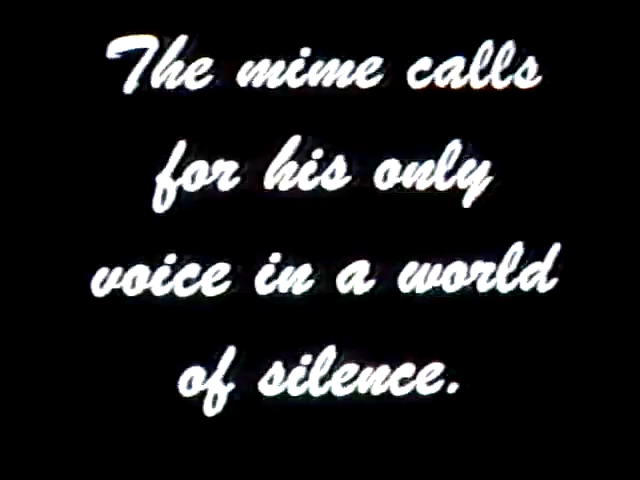 The mime calls
for his only
voice in a world
of silence.